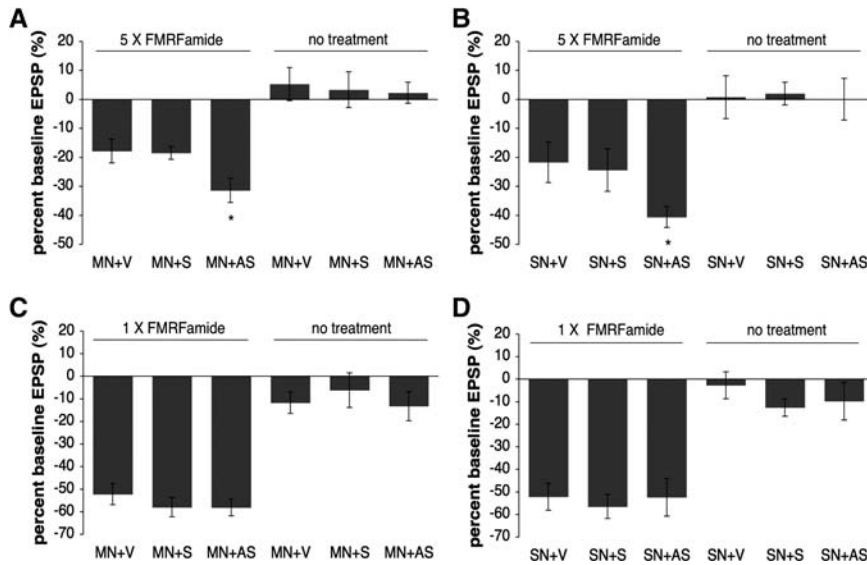 A
5 X FMRFamide
no treatment
percent baseline EPSP (%)
20
10
0
-10
-20
-30
-40
-50
*
MN+V MN+S MN+AS MN+V MN+S MN+AS
B
5 X FMRFamide
no treatment
percent baseline EPSP (%)
20
10
0
-10
-20
-30
-40
-50
*
SN+V SN+S SN+AS SN+V SN+S SN+AS
C
1 X FMRFamide
no treatment
percent baseline EPSP (%)
20
10
0
-10
-20
-30
-40
-50
-60
-70
MN+V MN+S MN+AS MN+V MN+S MN+AS
D
1 X FMRFamide
no treatment
percent baseline EPSP (%)
20
10
0
-10
-20
-30
-40
-50
-60
-70
SN+V SN+S SN+AS SN+V SN+S SN+AS